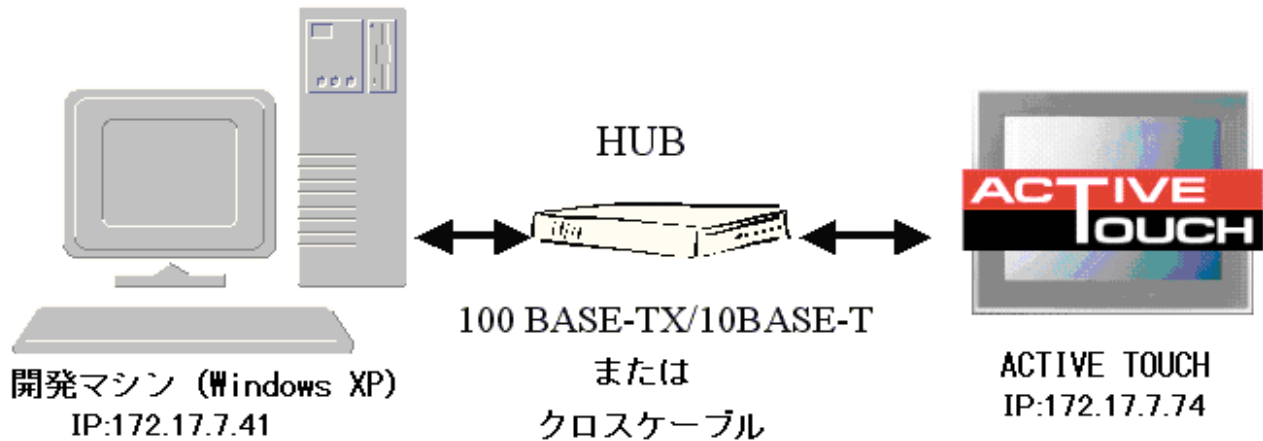 HUB
ACTIVE
TOUCH
100 BASE-TX/10BASE-T
または
クロスケーブル
開発マシン (Windows XP)
IP:172.17.7.41
ACTIVE TOUCH
IP:172.17.7.74